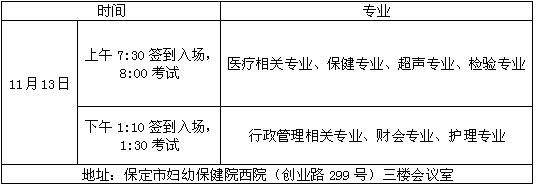 时间 专业
11月13日
上午 7:30 签到入场，
8:00 考试
医疗相关专业、保健专业、超声专业、检验专业
下午 1:10 签到入场，
1:30 考试
行政管理相关专业、财会专业、护理专业
地址：保定市妇幼保健院西院（创业路 299 号）三楼会议室